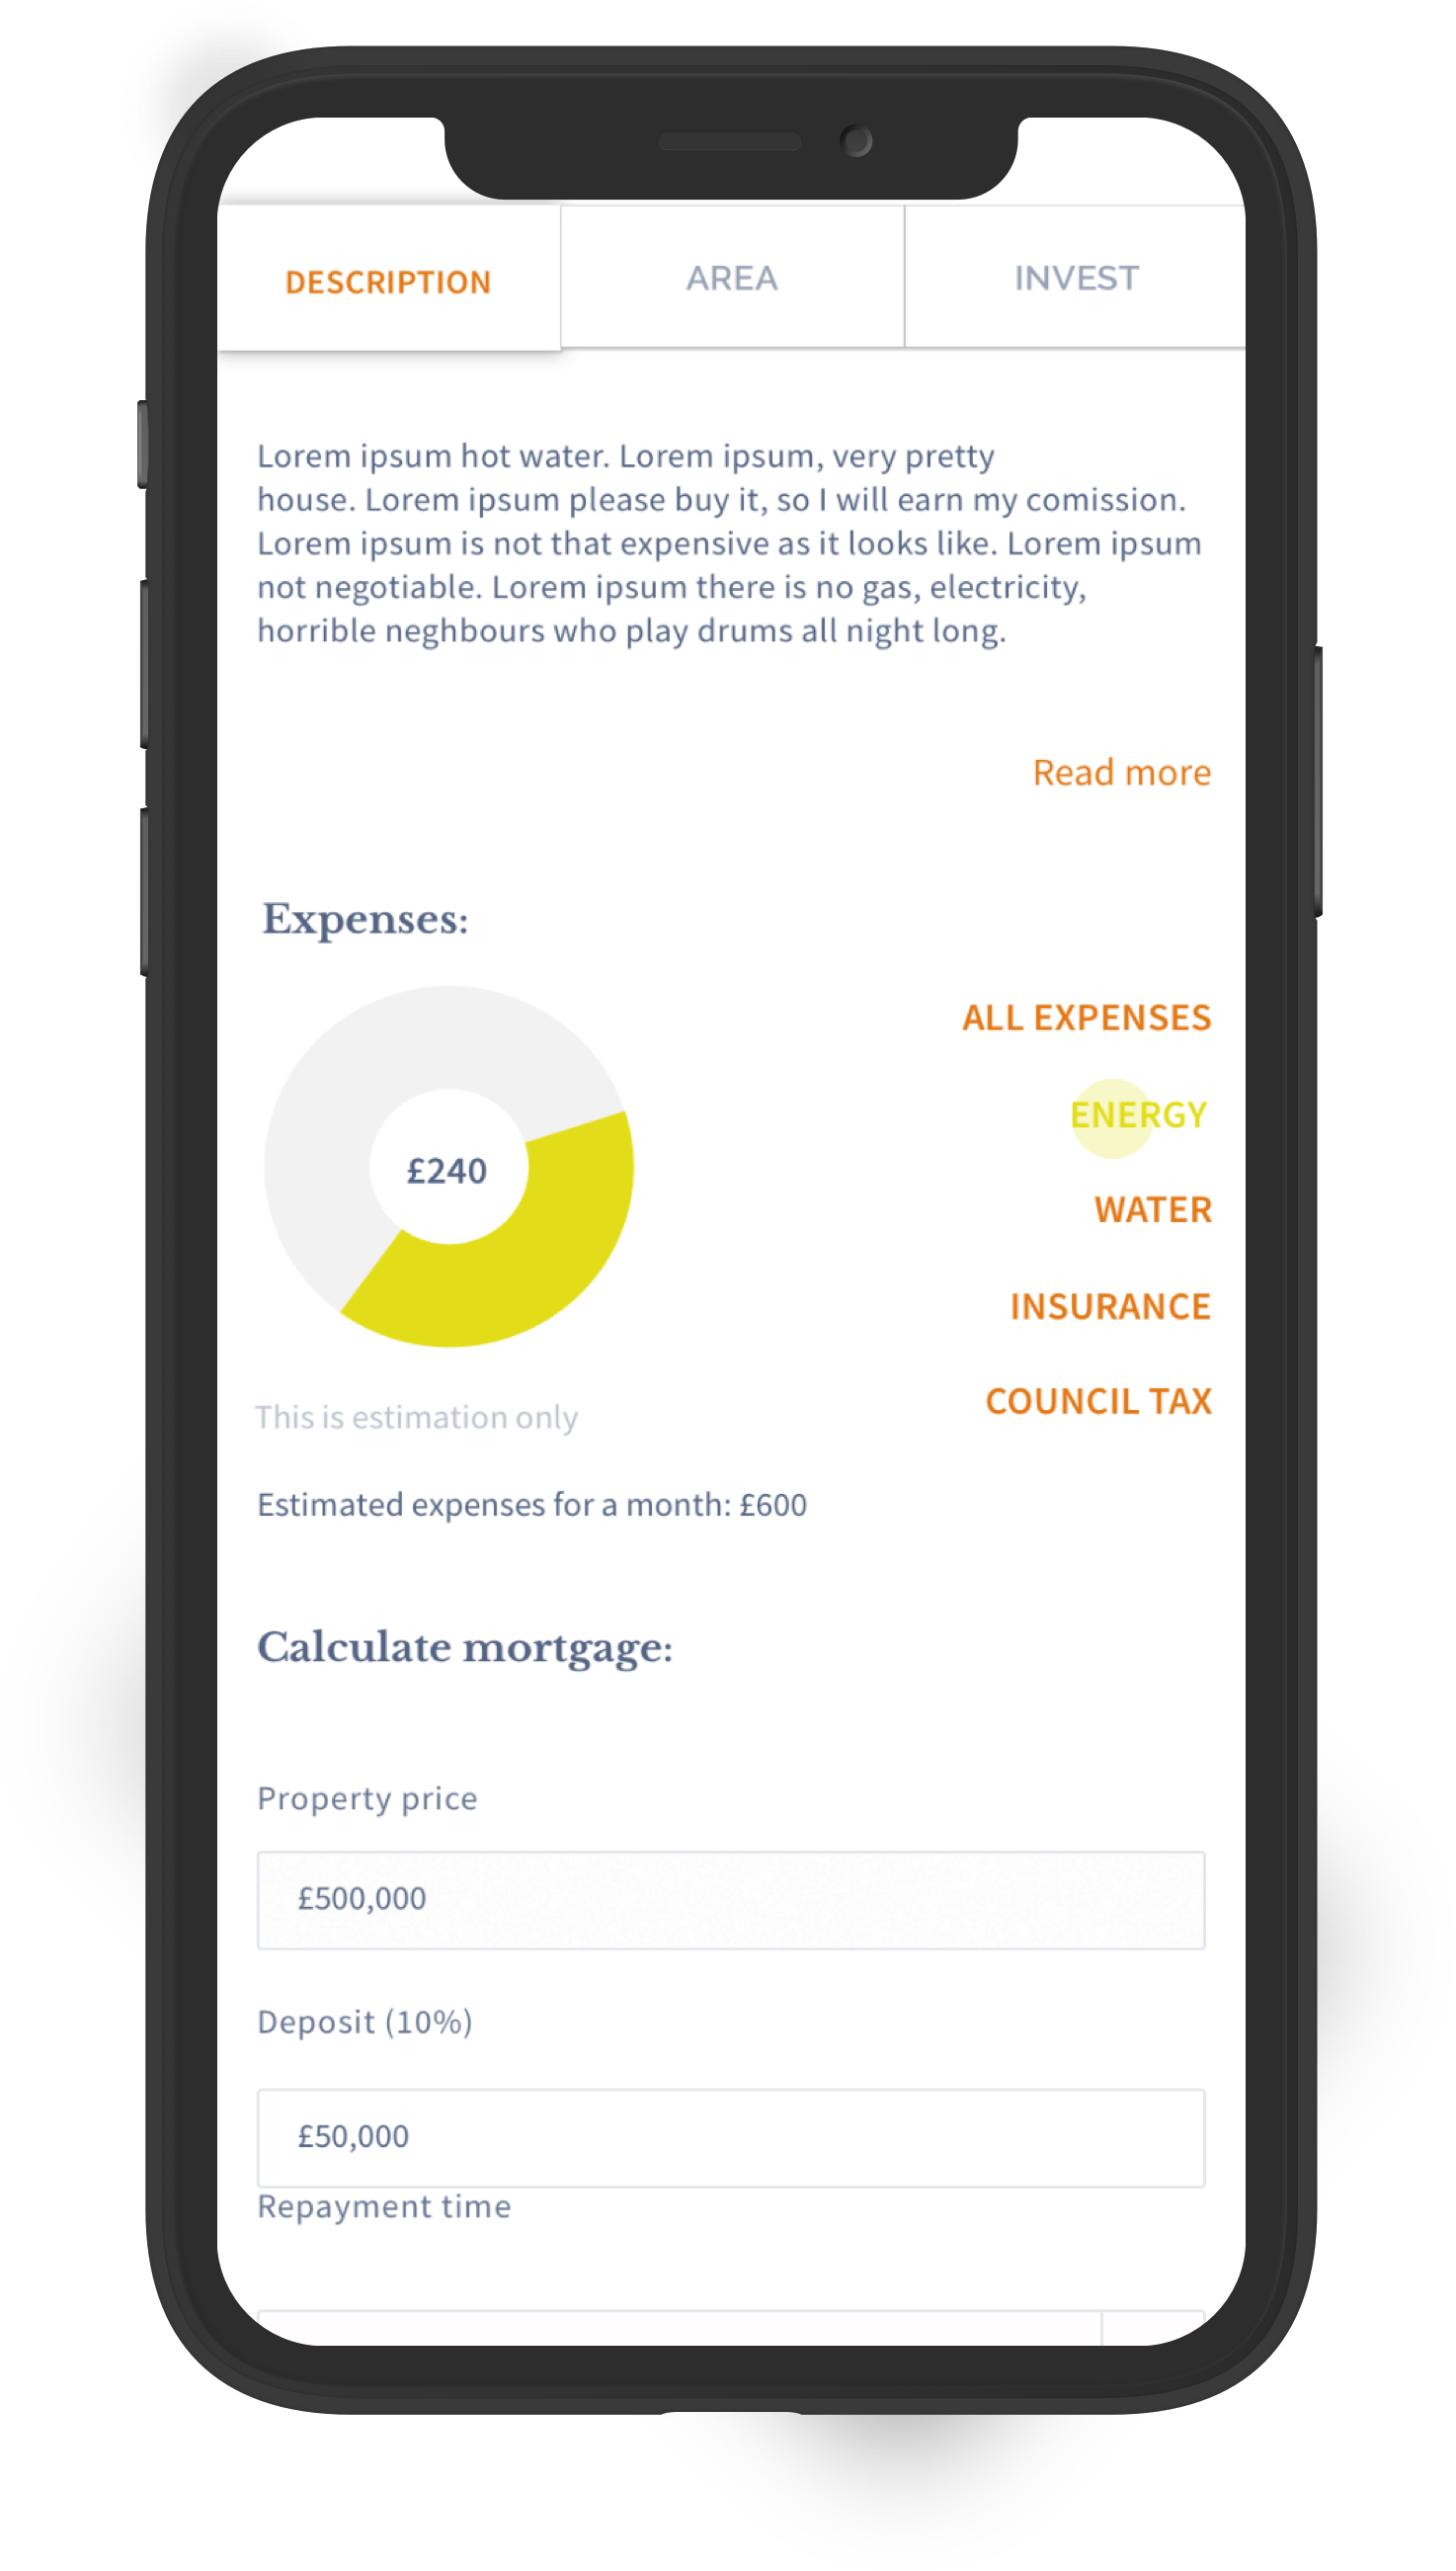 DESCRIPTION
AREA
INVEST
Lorem ipsum hot water. Lorem ipsum, very pretty
house. Lorem ipsum please buy it, so I will earn my comission.
Lorem ipsum is not that expensive as it looks like. Lorem ipsum
not negotiable. Lorem ipsum there is no gas, electricity,
horrible neghbours who play drums all night long.
Read more
Expenses:
£240
ALL EXPENSES
ENERGY
WATER
INSURANCE
COUNCIL TAX
This is estimation only
Estimated expenses for a month: £600
Calculate mortgage:
Property price
£500,000
Deposit (10%)
£50,000
Repayment time